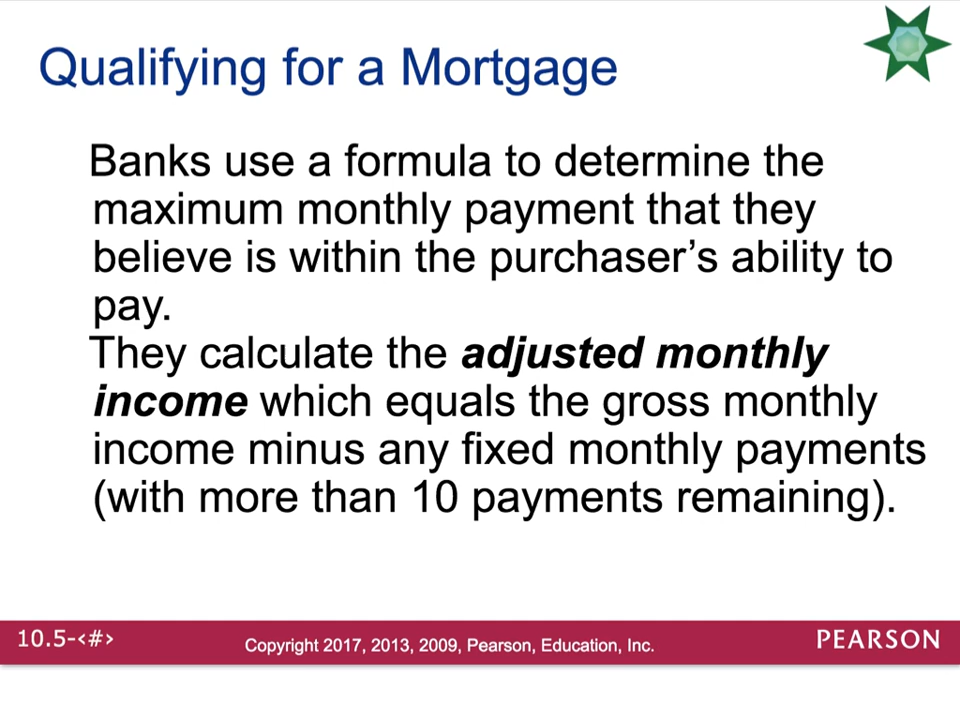 Qualifying for a Mortgage
Banks use a formula to determine the
maximum monthly payment that they
believe is within the purchaser’s ability to
pay.
They calculate the adjusted monthly
income which equals the gross monthly
income minus any fixed monthly payments
(with more than 10 payments remaining).
10.5-‹#›
Copyright 2017, 2013, 2009, Pearson, Education, Inc.
PEARSON